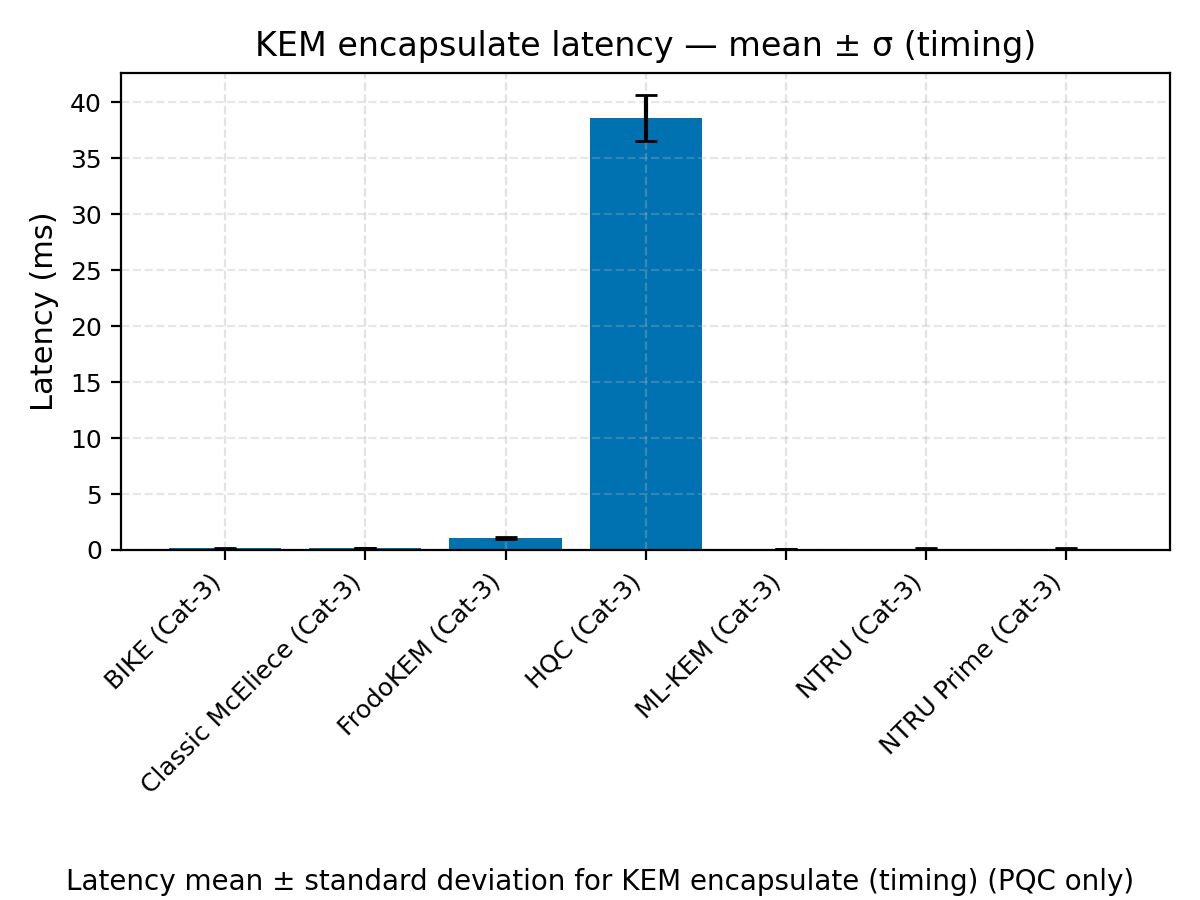 KEM encapsulate latency — mean ± σ (timing)
Latency (ms)
40
35
30
25
20
15
10
5
0
BIKE (Cat-3)
Classic McEliece (Cat-3)
FrodoKEM (Cat-3)
HQC (Cat-3)
ML-KEM (Cat-3)
NTRU (Cat-3)
NTRU Prime (Cat-3)
Latency mean ± standard deviation for KEM encapsulate (timing) (PQC only)